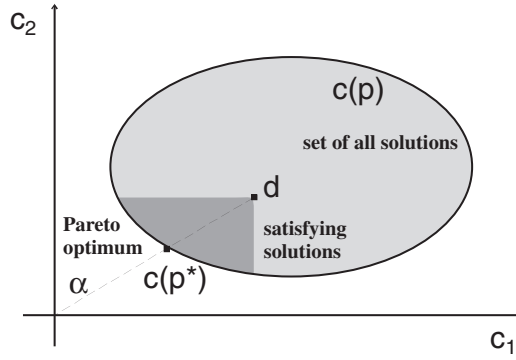 c2
c(p)
set of all solutions
d
Pareto
optimum
satisfying
solutions
α
c(p*)
c1